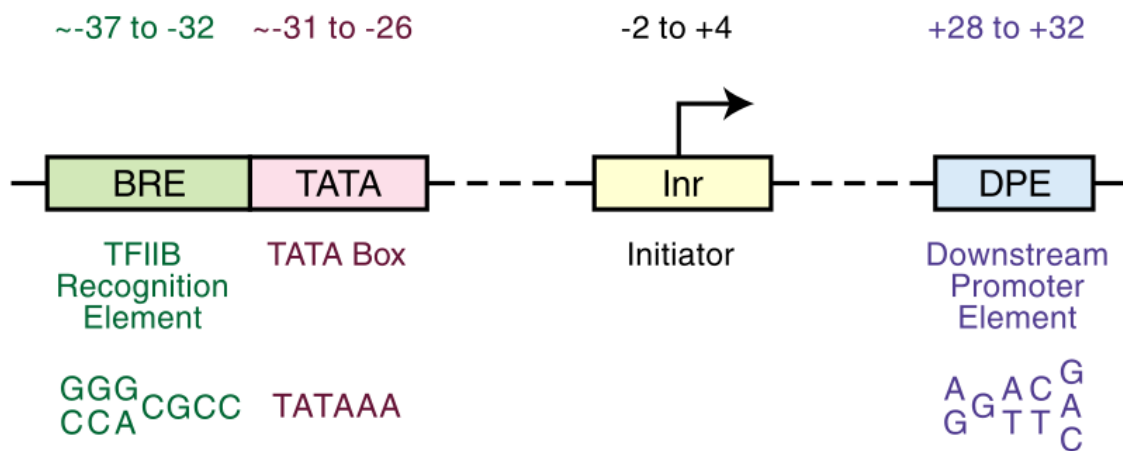 ~-37 to -32 ~-31 to -26 -2 to +4 +28 to +32
BRE TATA Inr DPE
TFIIB Recognition Element TATA Box Initiator Downstream Promoter Element
GGG
CCA CGCC TATAAA
A G A C G
G T T A
C